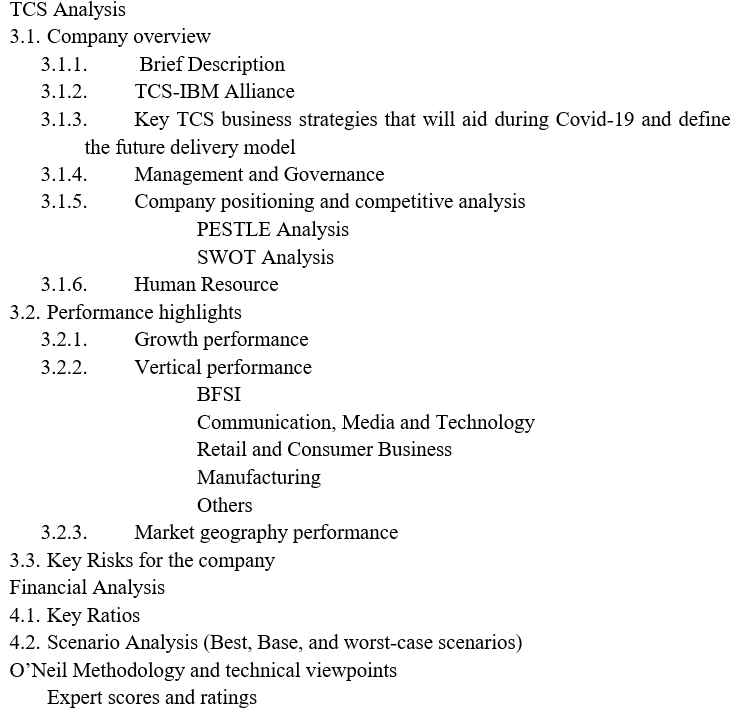 TCS Analysis
3.1. Company overview
3.1.1. Brief Description
3.1.2. TCS-IBM Alliance
3.1.3. Key TCS business strategies that will aid during Covid-19 and define
the future delivery model
3.1.4. Management and Governance
3.1.5. Company positioning and competitive analysis
PESTLE Analysis
SWOT Analysis
3.1.6. Human Resource
3.2. Performance highlights
3.2.1. Growth performance
3.2.2. Vertical performance
BFSI
Communication, Media and Technology
Retail and Consumer Business
Manufacturing
Others
3.2.3. Market geography performance
3.3. Key Risks for the company
Financial Analysis
4.1. Key Ratios
4.2. Scenario Analysis (Best, Base, and worst-case scenarios)
O’Neil Methodology and technical viewpoints
Expert scores and ratings